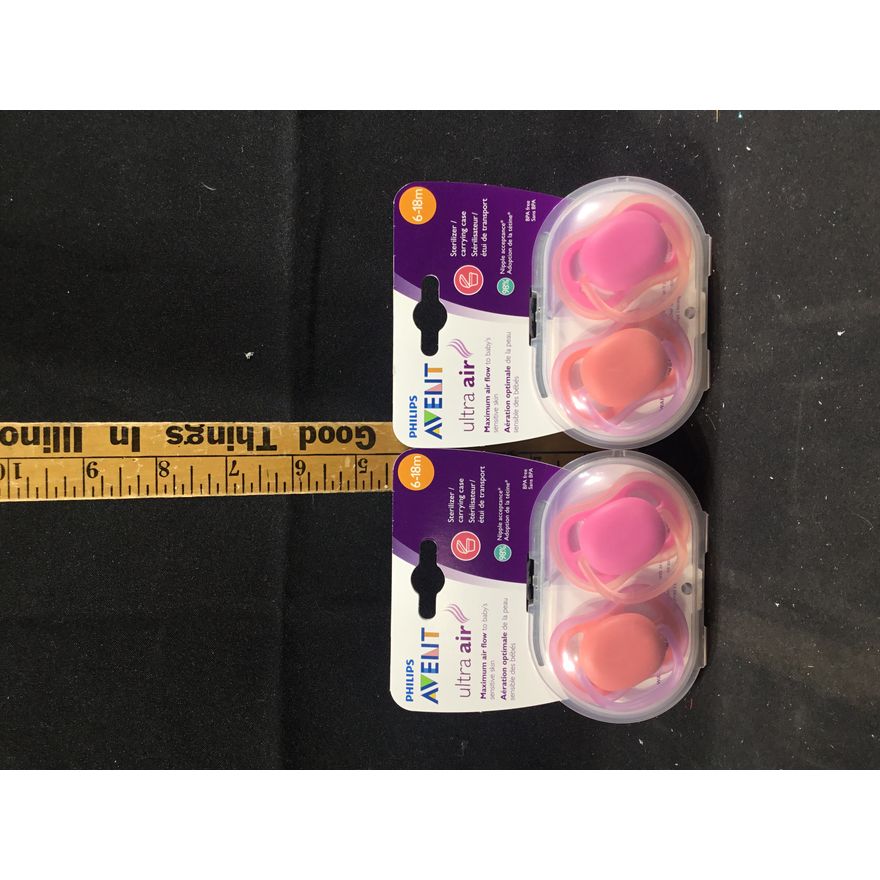 PHILIPS
AVENT
ultra air
Maximum air flow to baby's
sensitive skin
Aération optimale de la peau
sensible des bébés
6-18m
Sterilizer /
carrying case
Stérilisateur /
étui de transport
98%
Nipple acceptance*
Adoption de la tétine*
BPA free
Sans BPA
PHILIPS
AVENT
ultra air
Maximum air flow to baby's
sensitive skin
Aération optimale de la peau
sensible des bébés
6-18m
Sterilizer /
carrying case
Stérilisateur /
étui de transport
98%
Nipple acceptance*
Adoption de la tétine*
BPA free
Sans BPA
Good Things In Illino
5 6 7 8 9 10